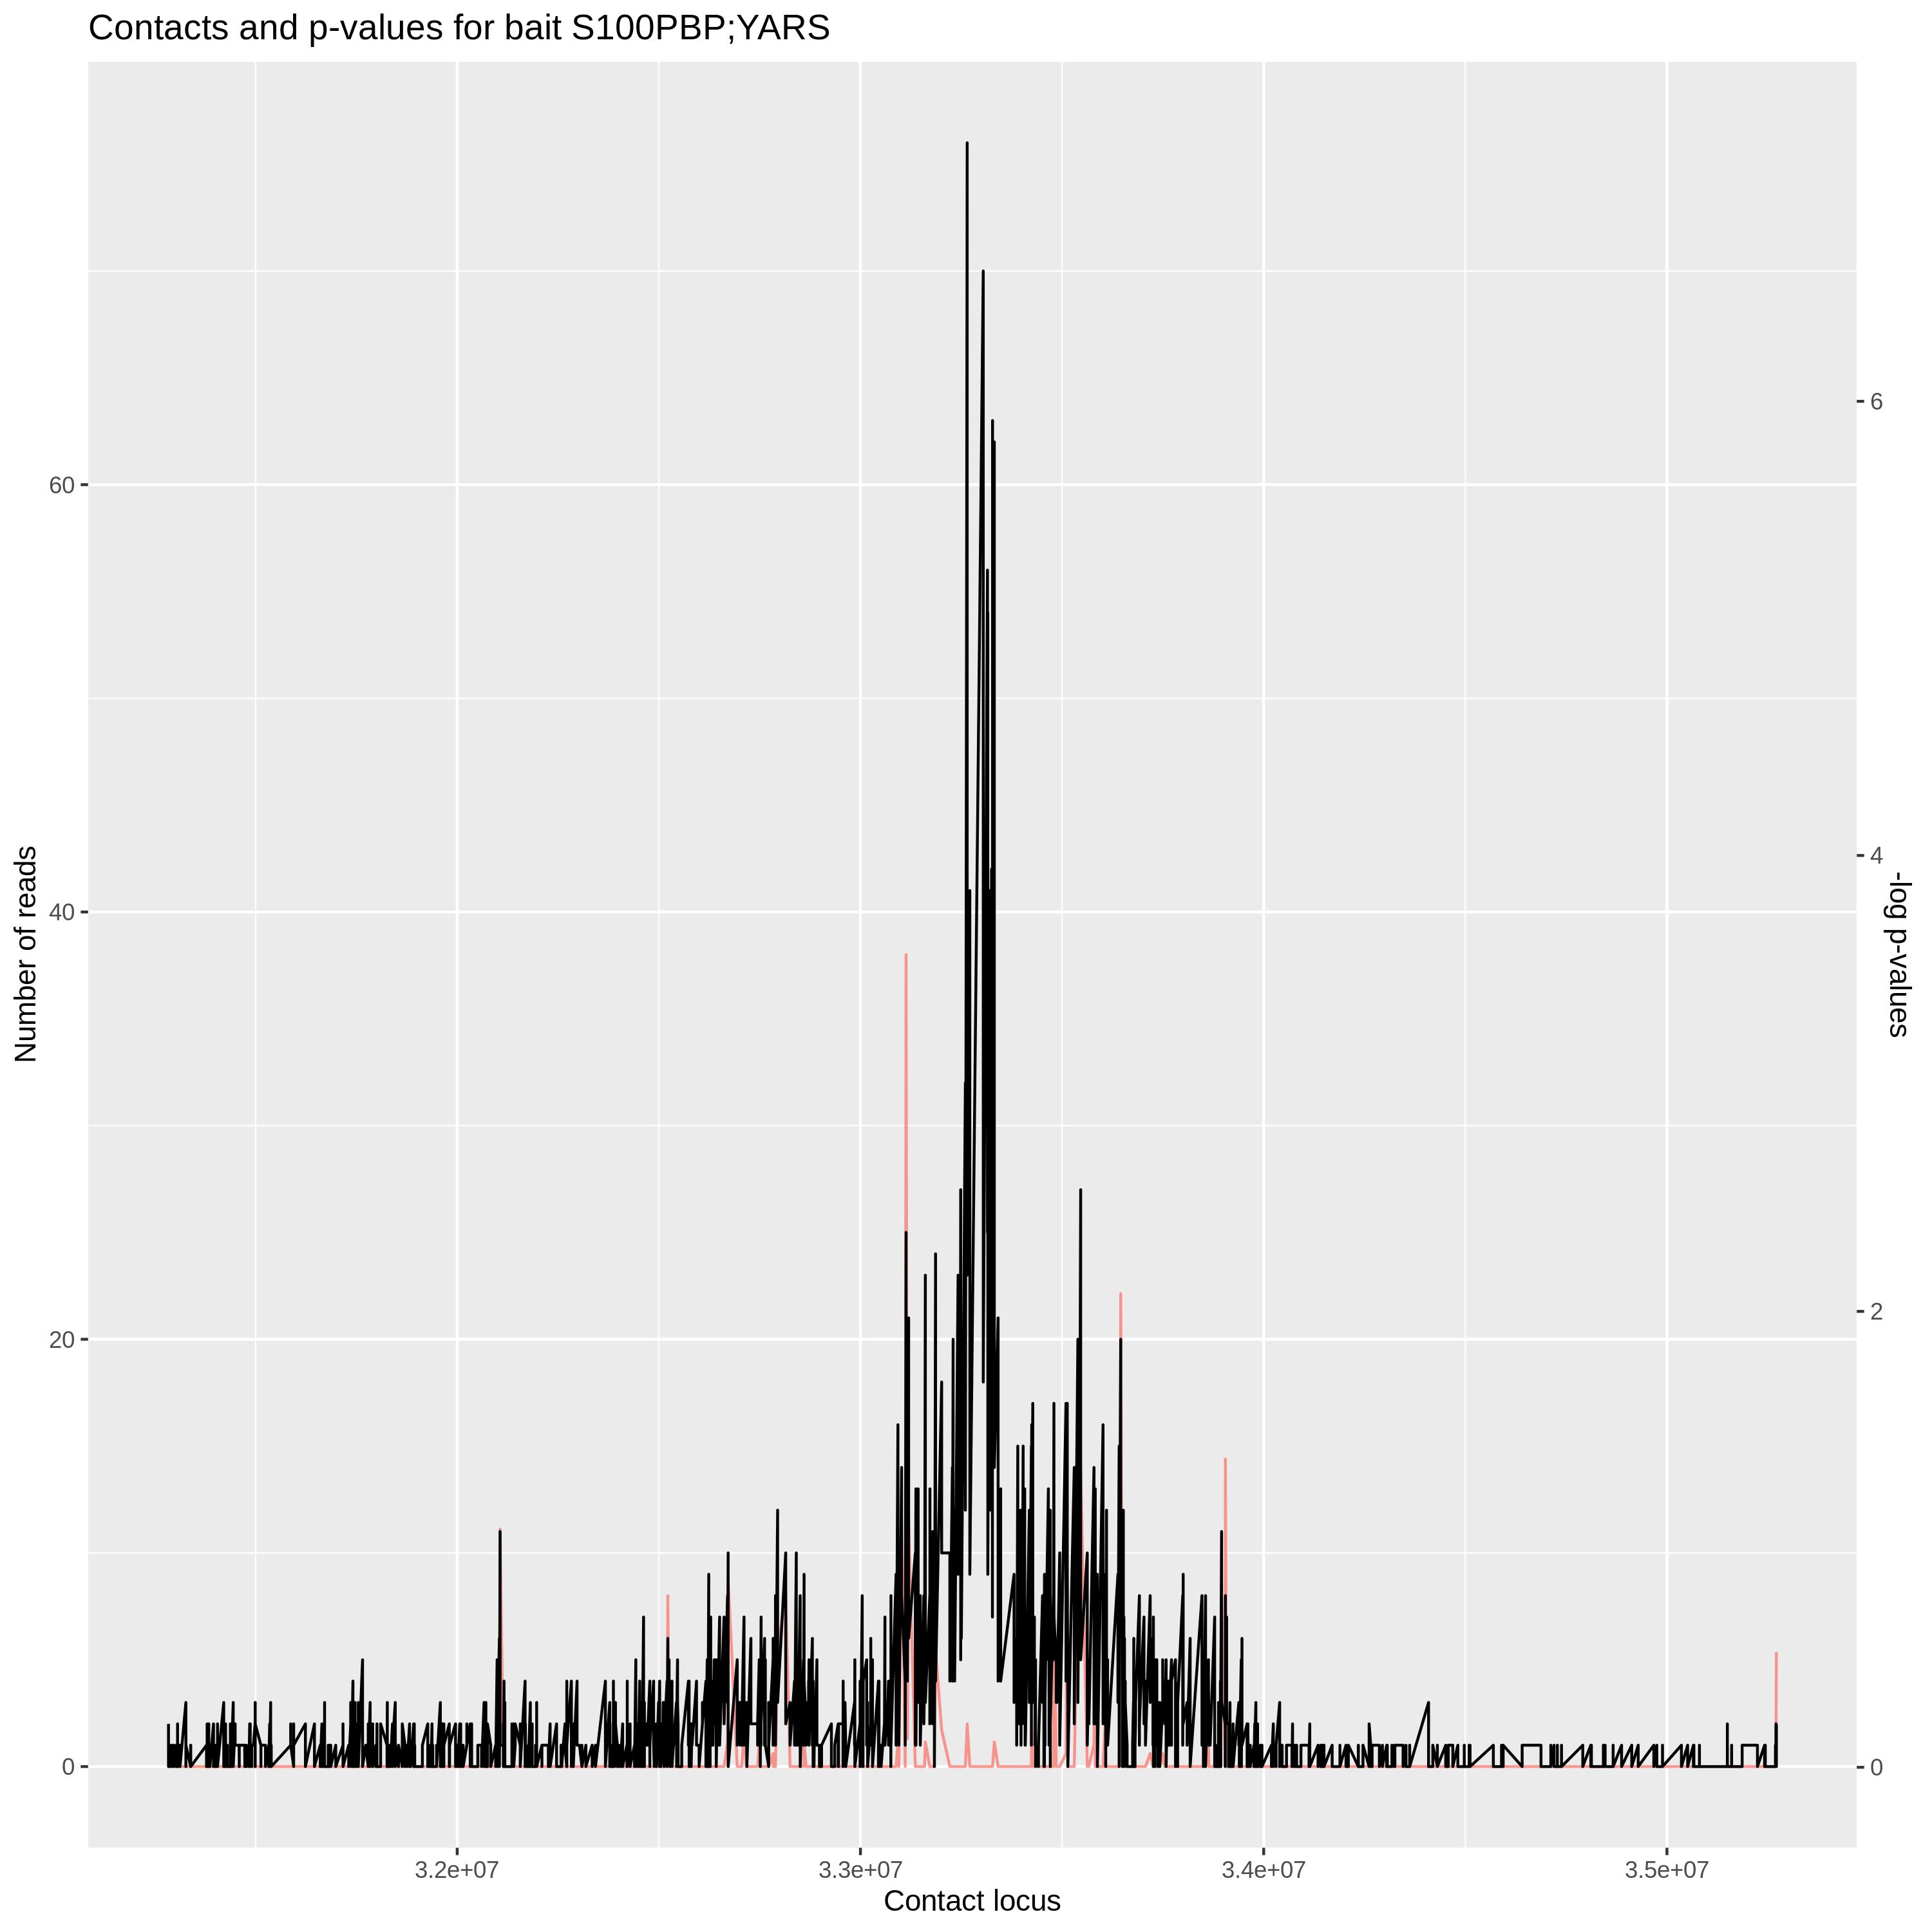 Contacts and p-values for bait S100PBP;YARS
Number of reads
60
40
20
0
6
4
2
0
-log p-values
3.2e+07
3.3e+07
3.4e+07
3.5e+07
Contact locus